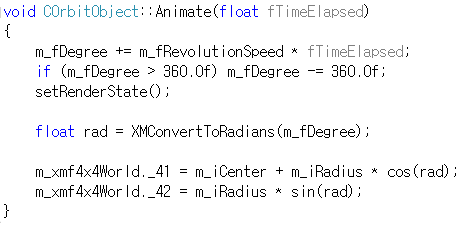 void COrbitObject::Animate(float fTimeElapsed)
{
    m_fDegree += m_fRevolutionSpeed * fTimeElapsed;
    if (m_fDegree > 360.0f) m_fDegree -= 360.0f;
    setRenderState();

    float rad = XMConvertToRadians(m_fDegree);

    m_xmf4x4World._41 = m_iCenter + m_iRadius * cos(rad);
    m_xmf4x4World._42 = m_iRadius * sin(rad);
}